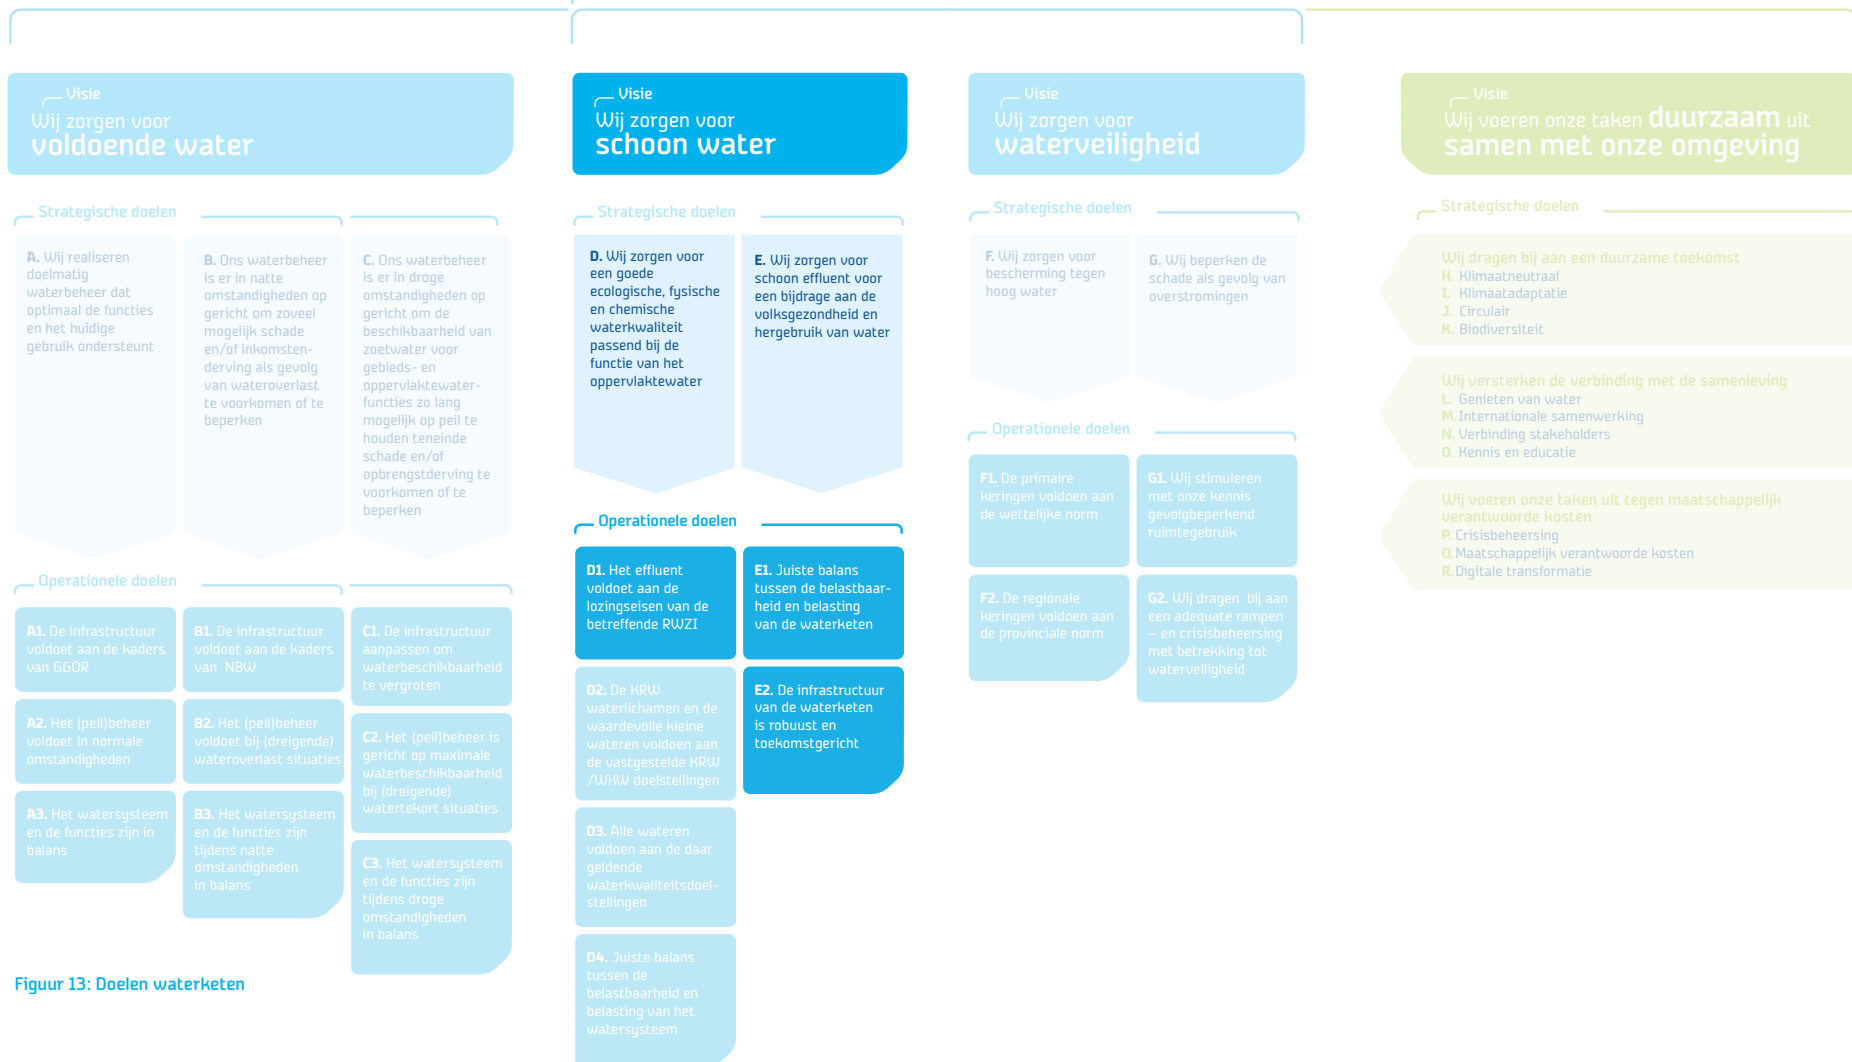 Visie
Wij zorgen voor
voldoende water
Strategische doelen
A. Wij realiseren
doelmatig
waterbeheer dat
optimaal de functies
en het huidige
gebruik ondersteunt
B. Ons waterbeheer
is er in natte
omstandigheden op
gericht om zoveel
mogelijk schade
en/of inkomsten-
derving als gevolg
van wateroverlast
te voorkomen of te
beperken
C. Ons waterbeheer
is er in droge
omstandigheden op
gericht om de
beschikbaarheid van
zoetwater voor
gebieds- en
oppervlaktewater-
functies zo lang
mogelijk op peil te
houden teneinde
schade en/of
opbrengstderving te
voorkomen of te
beperken
Operationele doelen
A1. De infrastructuur
voldoet aan de kaders
van GGOR
A2. Het (peil)beheer
voldoet in normale
omstandigheden
A3. Het watersysteem
en de functies zijn in
balans
B1. De infrastructuur
voldoet aan de kaders
van NBW
B2. Het (peil)beheer
voldoet bij (dreigende)
wateroverlast situaties
B3. Het watersysteem
en de functies zijn
tijdens natte
omstandigheden
in balans
C1. De infrastructuur
aanpassen om
waterbeschikbaarheid
te vergroten
C2. Het (peil)beheer is
gericht op maximale
waterbeschikbaarheid
bij (dreigende)
watertekort situaties
C3. Het watersysteem
en de functies zijn
tijdens droge
omstandigheden
in balans
Visie
Wij zorgen voor
schoon water
Strategische doelen
D. Wij zorgen voor
een goede
ecologische, fysische
en chemische
waterkwaliteit
passend bij de
functie van het
oppervlaktewater
E. Wij zorgen voor
schoon effluent voor
een bijdrage aan de
volksgezondheid en
hergebruik van water
Operationele doelen
D1. Het effluent
voldoet aan de
lozingseisen van de
betreffende RWZI
D2. De KRW
waterlichamen en de
waardevolle kleine
wateren voldoen aan
de vastgestelde KRW
/WKW doelstellingen
D3. Alle wateren
voldoen aan de daar
geldende
waterkwaliteitsdoel-
stellingen
D4. Juiste balans
tussen de
belastbaarheid en
belasting van het
watersysteem
E1. Juiste balans
tussen de belastbaar-
heid en belasting
van de waterketen
E2. De infrastructuur
van de waterketen
is robuust en
toekomstgericht
Visie
Wij zorgen voor
waterveiligheid
Strategische doelen
F. Wij zorgen voor
bescherming tegen
hoog water
G. Wij beperken de
schade als gevolg van
overstromingen
Operationele doelen
F1. De primaire
keringen voldoen aan
de wettelijke norm
F2. De regionale
keringen voldoen aan
de provinciale norm
G1. Wij stimuleren
met onze kennis
gevolgbeperkend
ruimtegebruik
G2. Wij dragen bij aan
een adequate rampen
– en crisisbeheersing
met betrekking tot
waterveiligheid
Visie
Wij voeren onze taken duurzaam uit
samen met onze omgeving
Strategische doelen
Wij dragen bij aan een duurzame toekomst
H. Klimaatneutraal
I. Klimaatadaptatie
J. Circulair
K. Biodiversiteit
Wij versterken de verbinding met de samenleving
L. Genieten van water
M. Internationale samenwerking
N. Verbinding stakeholders
O. Kennis en educatie
Wij voeren onze taken uit tegen maatschappelijk
verantwoorde kosten
P. Crisisbeheersing
Q. Maatschappelijk verantwoorde kosten
R. Digitale transformatie
Figuur 13: Doelen waterketen